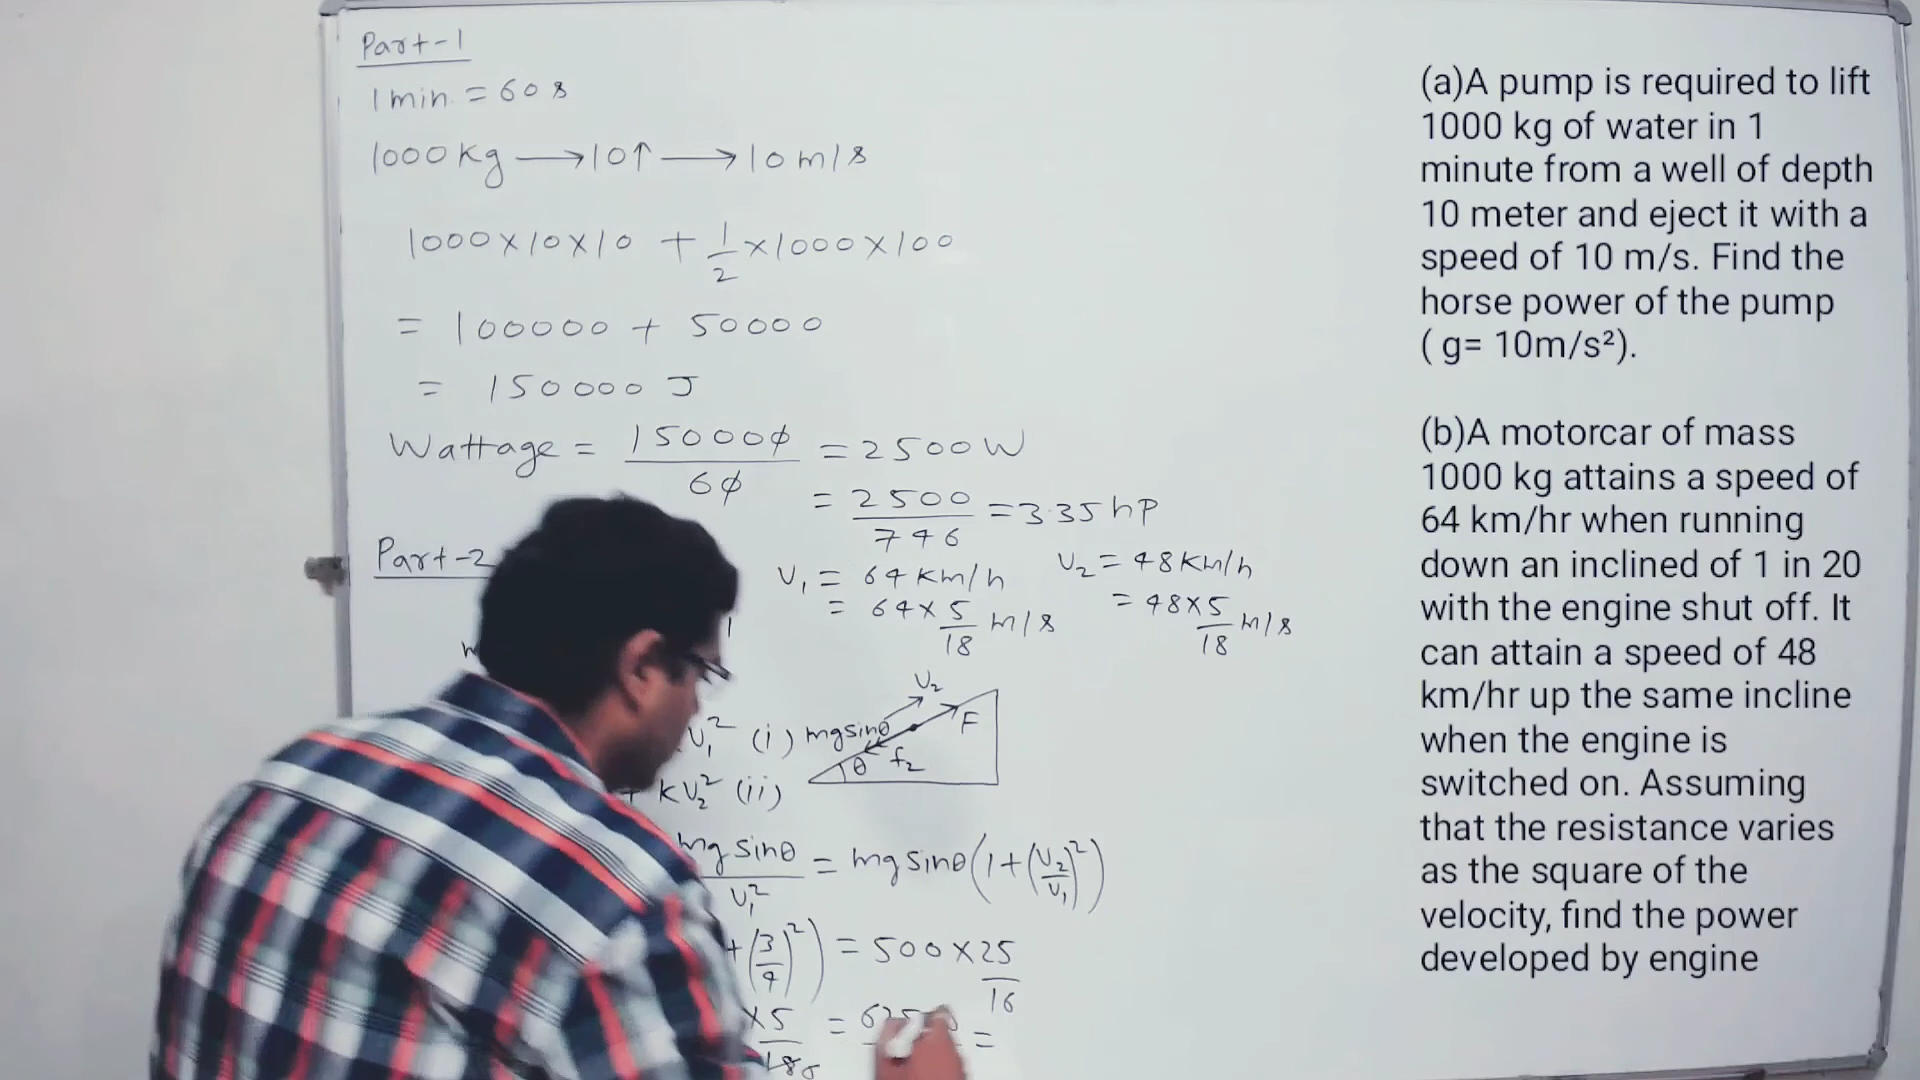 Part-1
1 min = 60 s
1000 kg → 10↑ → 10 m/s
1000×10×10 + 1/2 ×1000×100
= 100000 + 50000
= 150000 J
Wattage = 150000/60 = 2500 W
= 2500/746 = 3.35 hP
Part-2
V₁ = 64 km/h
= 64×5/18 m/s
V₂ = 48 km/h
= 48×5/18 m/s
V₁² (i)
+ kV₂² (ii)
V₂
mgsinθ
F
θ
f₂
mg sinθ/V₁² = mg sinθ(1+(V₂/V₁)²)
+(3/4)²) = 500×25/16
×5/18 =
=
(a)A pump is required to lift
1000 kg of water in 1
minute from a well of depth
10 meter and eject it with a
speed of 10 m/s. Find the
horse power of the pump
( g= 10m/s²).
(b)A motorcar of mass
1000 kg attains a speed of
64 km/hr when running
down an inclined of 1 in 20
with the engine shut off. It
can attain a speed of 48
km/hr up the same incline
when the engine is
switched on. Assuming
that the resistance varies
as the square of the
velocity, find the power
developed by engine